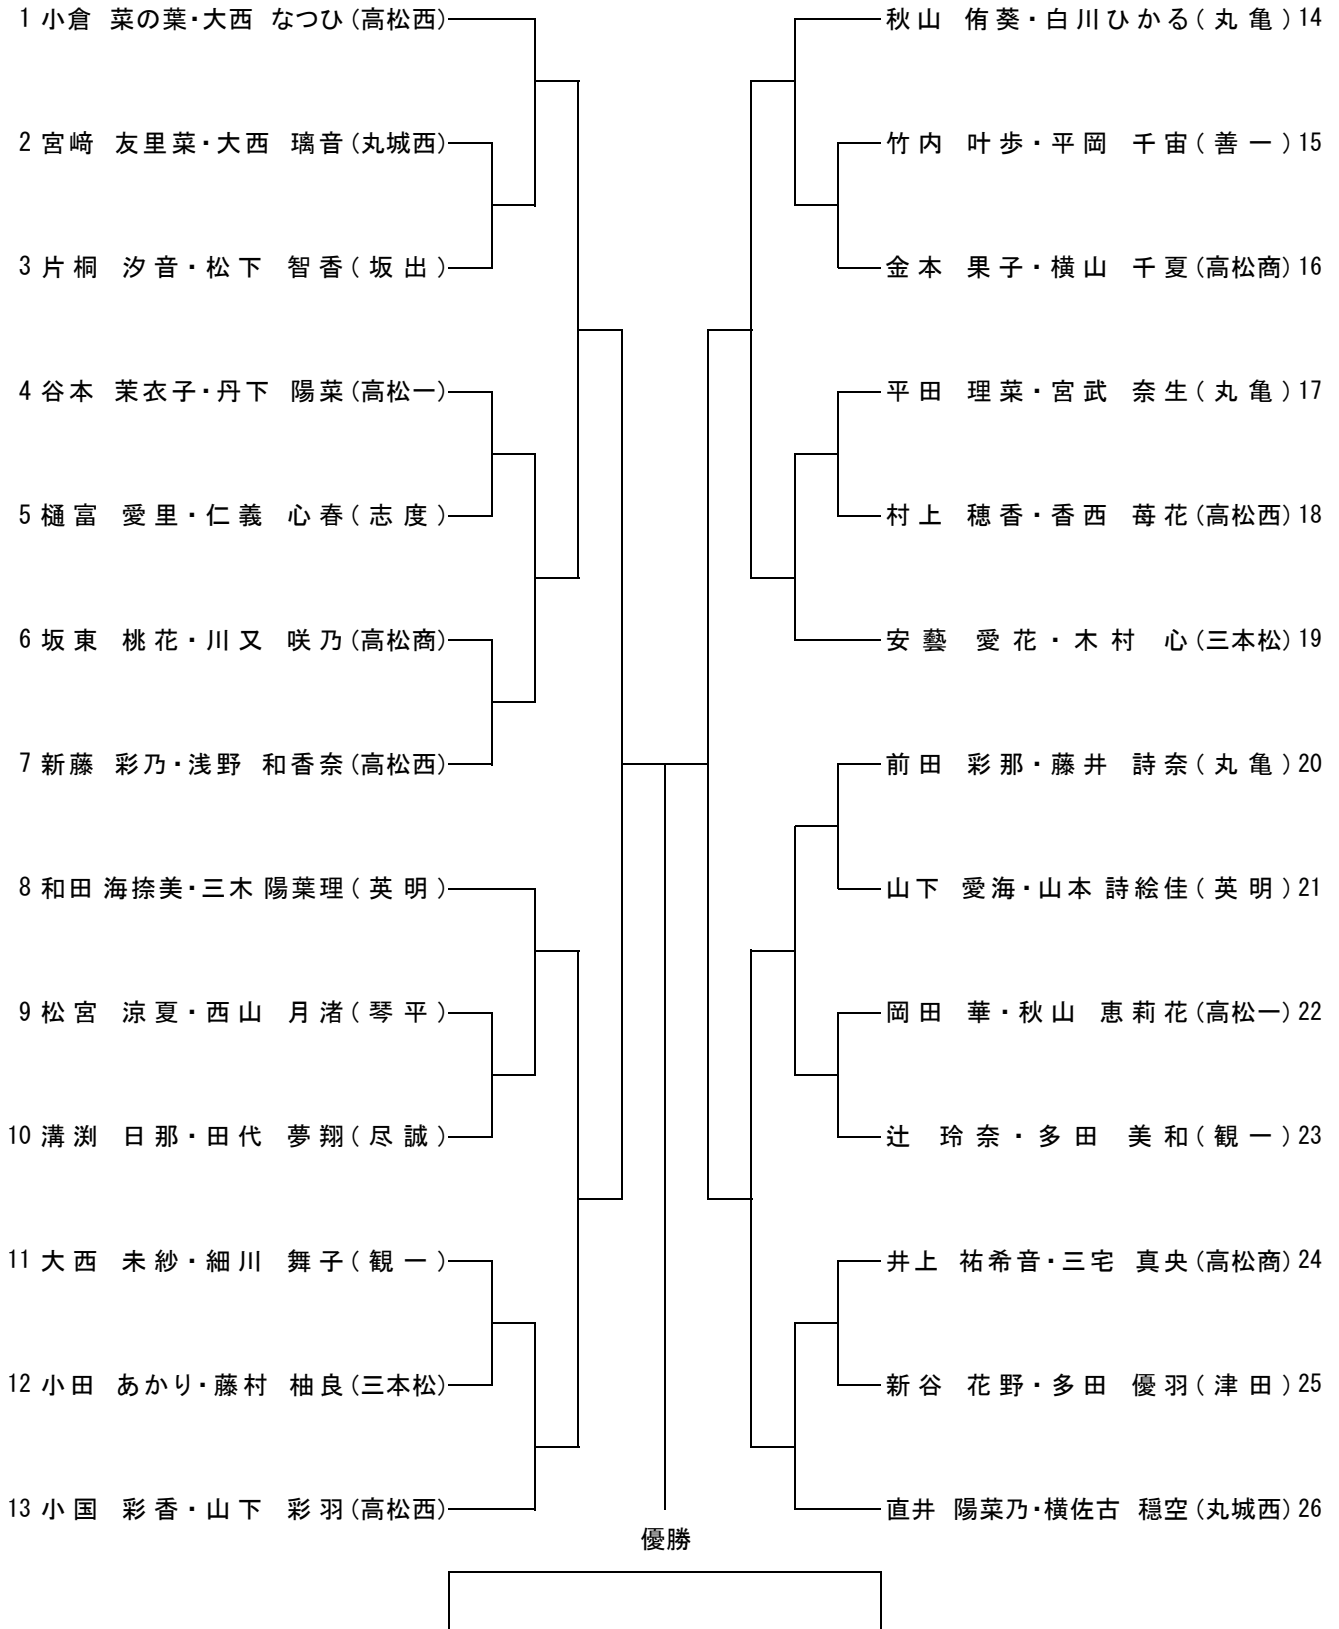 1 小倉 菜の葉・大西 なつひ(高松西)
2 宮﨑 友里菜・大西 璃音(丸城西)
3 片桐 汐音・松下 智香(坂出)
4 谷本 茉衣子・丹下 陽菜(高松一)
5 樋富 愛里・仁義 心春(志度)
6 坂東 桃花・川又 咲乃(高松商)
7 新藤 彩乃・浅野 和香奈(高松西)
8 和田 海捺美・三木 陽葉理(英明)
9 松宮 涼夏・西山 月渚(琴平)
10 溝渕 日那・田代 夢翔(尽誠)
11 大西 未紗・細川 舞子(観一)
12 小田 あかり・藤村 柚良(三本松)
13 小国 彩香・山下 彩羽(高松西)
秋山 侑葵・白川ひかる(丸亀)14
竹内 叶歩・平岡 千宙(善一)15
金本 果子・横山 千夏(高松商)16
平田 理菜・宮武 奈生(丸亀)17
村上 穂香・香西 苺花(高松西)18
安藝 愛花・木村 心(三本松)19
前田 彩那・藤井 詩奈(丸亀)20
山下 愛海・山本 詩絵佳(英明)21
岡田 華・秋山 恵莉花(高松一)22
辻 玲奈・多田 美和(観一)23
井上 祐希音・三宅 真央(高松商)24
新谷 花野・多田 優羽(津田)25
直井 陽菜乃・横佐古 穏空(丸城西)26
優勝